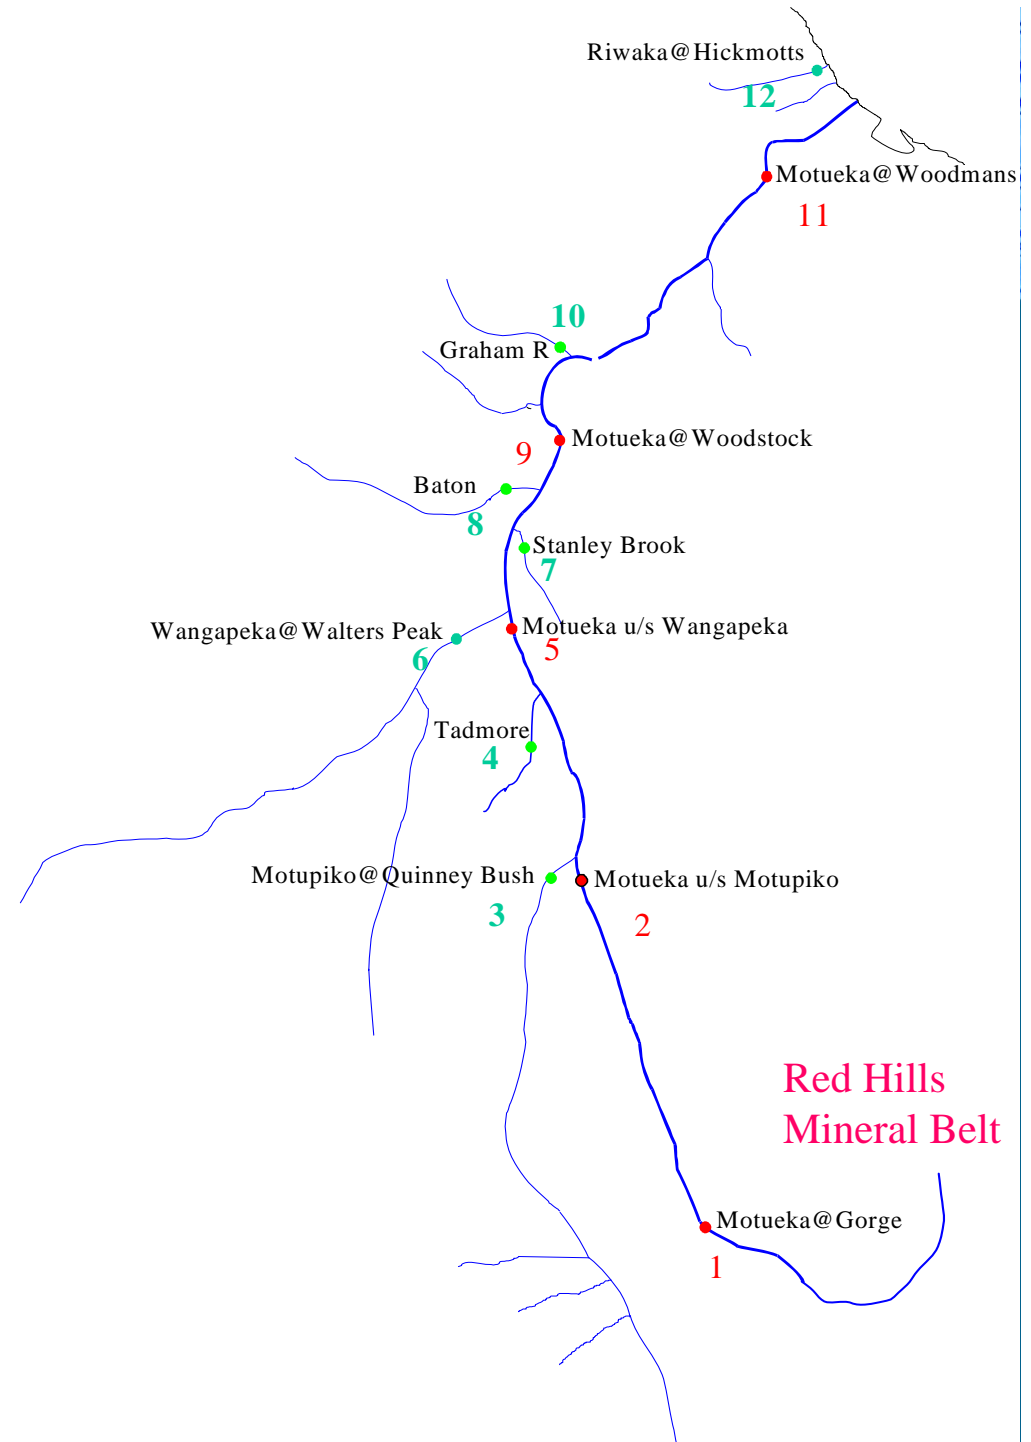 Riwaka@Hickmotts
12
Motueka@Woodmans
11
10
Graham R
Motueka@Woodstock
9
Baton
8
Stanley Brook
7
Wangapeka@Walters Peak
Motueka u/s Wangapeka
6
5
Tadmore
4
Motupiko@Quinney Bush
Motueka u/s Motupiko
3
2
Red Hills
Mineral Belt
Motueka@Gorge
1